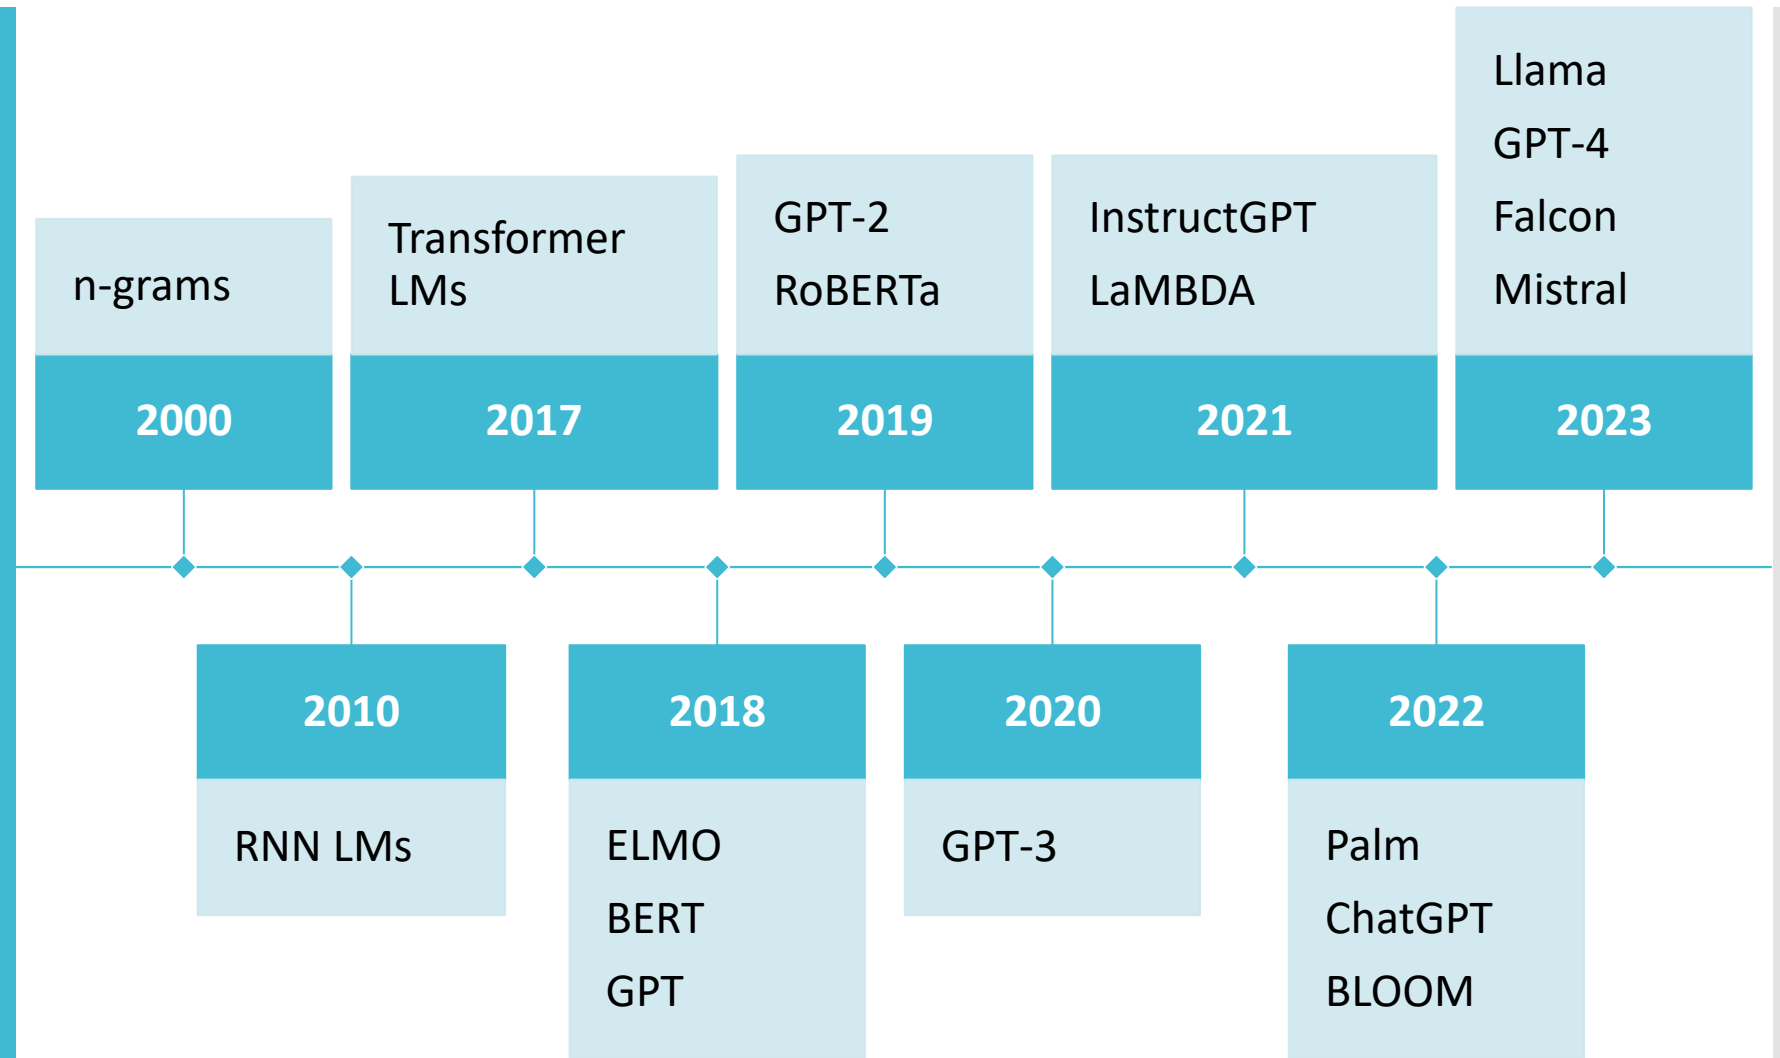 n-grams
2000
RNN LMs
2010
Transformer
LMs
2017
2018
ELMO
BERT
GPT
GPT-2
RoBERTa
2019
2020
GPT-3
InstructGPT
LaMBDA
2021
2022
Palm
ChatGPT
BLOOM
Llama
GPT-4
Falcon
Mistral
2023